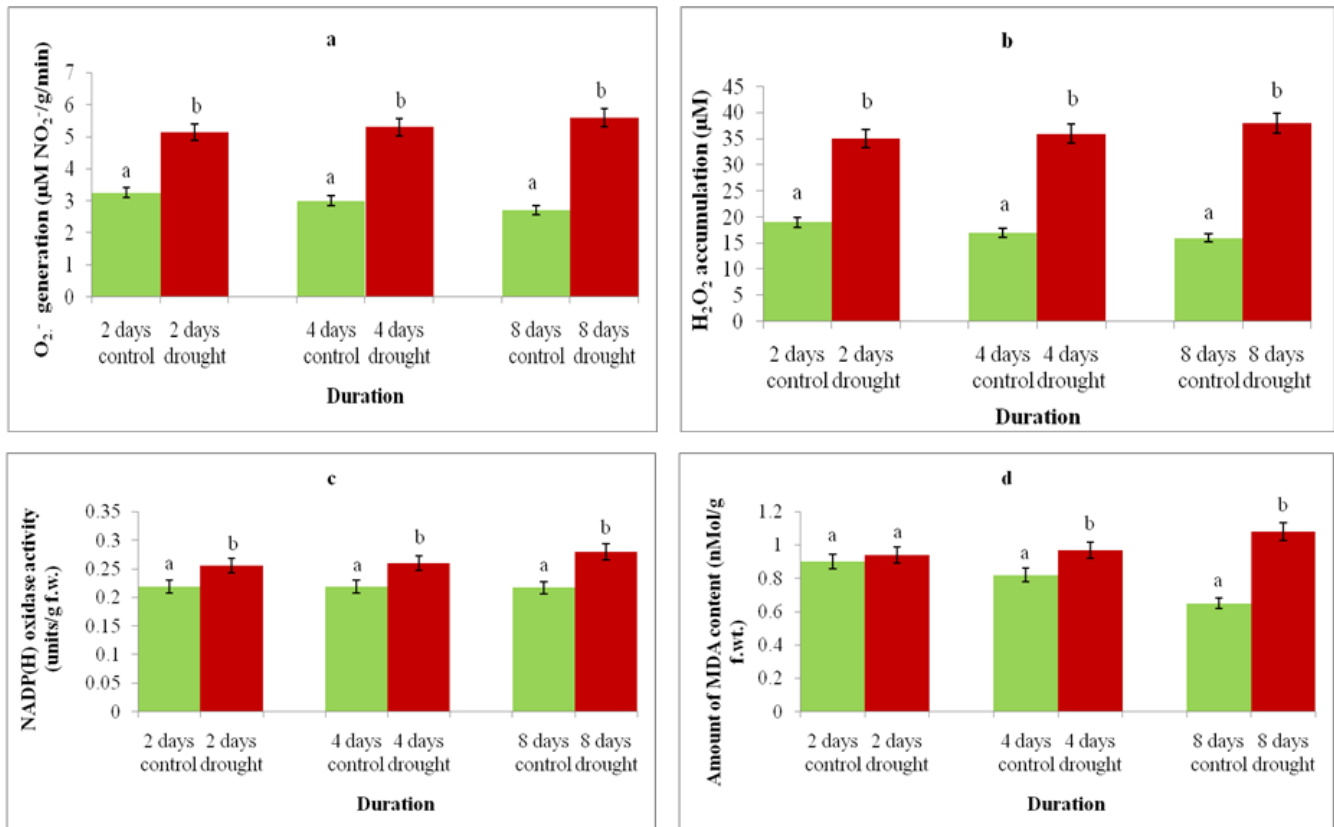 a
O₂.⁻ generation (µM NO₂⁻/g/min)
7
6
5
4
3
2
1
0
a b a b a b
2 days 2 days 4 days 4 days 8 days 8 days
control drought control drought control drought
Duration
b
H₂O₂ accumulation (µM)
45
40
35
30
25
20
15
10
5
0
a b a b a b
2 days 2 days 4 days 4 days 8 days 8 days
control drought control drought control drought
Duration
c
NADP(H) oxidase activity
(units/g f.w.)
0.35
0.3
0.25
0.2
0.15
0.1
0.05
0
a b a b a b
2 days 2 days 4 days 4 days 8 days 8 days
control drought control drought control drought
Duration
d
Amount of MDA content (nMol/g
f.wt.)
1.2
1
0.8
0.6
0.4
0.2
0
a a a b a b
2 days 2 days 4 days 4 days 8 days 8 days
control drought control drought control drought
Duration